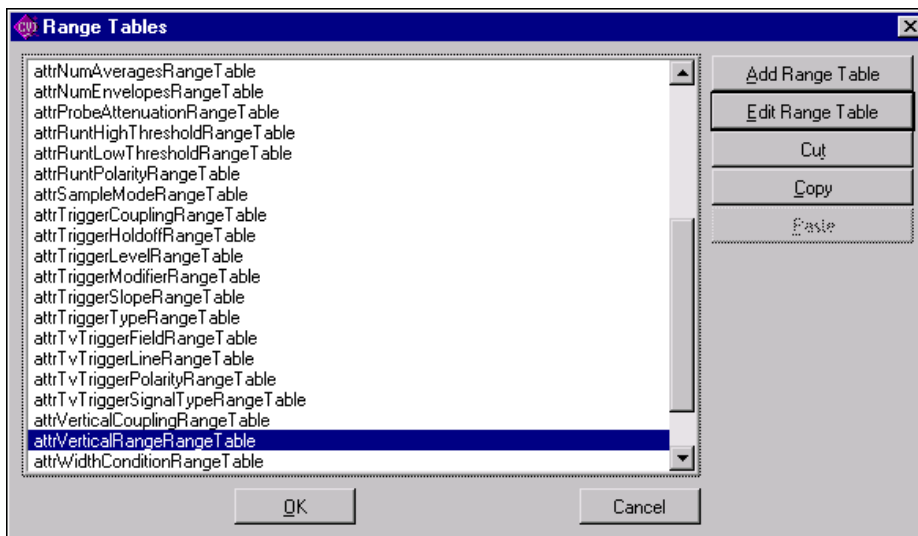 CVI Range Tables
attrNumAveragesRangeTable
attrNumEnvelopesRangeTable
attrProbeAttenuationRangeTable
attrRuntHighThresholdRangeTable
attrRuntLowThresholdRangeTable
attrRuntPolarityRangeTable
attrSampleModeRangeTable
attrTriggerCouplingRangeTable
attrTriggerHoldoffRangeTable
attrTriggerLevelRangeTable
attrTriggerModifierRangeTable
attrTriggerSlopeRangeTable
attrTriggerTypeRangeTable
attrTvTriggerFieldRangeTable
attrTvTriggerLineRangeTable
attrTvTriggerPolarityRangeTable
attrTvTriggerSignalTypeRangeTable
attrVerticalCouplingRangeTable
attrVerticalRangeRangeTable
attrWidthConditionRangeTable
Add Range Table
Edit Range Table
Cut
Copy
Paste
OK
Cancel